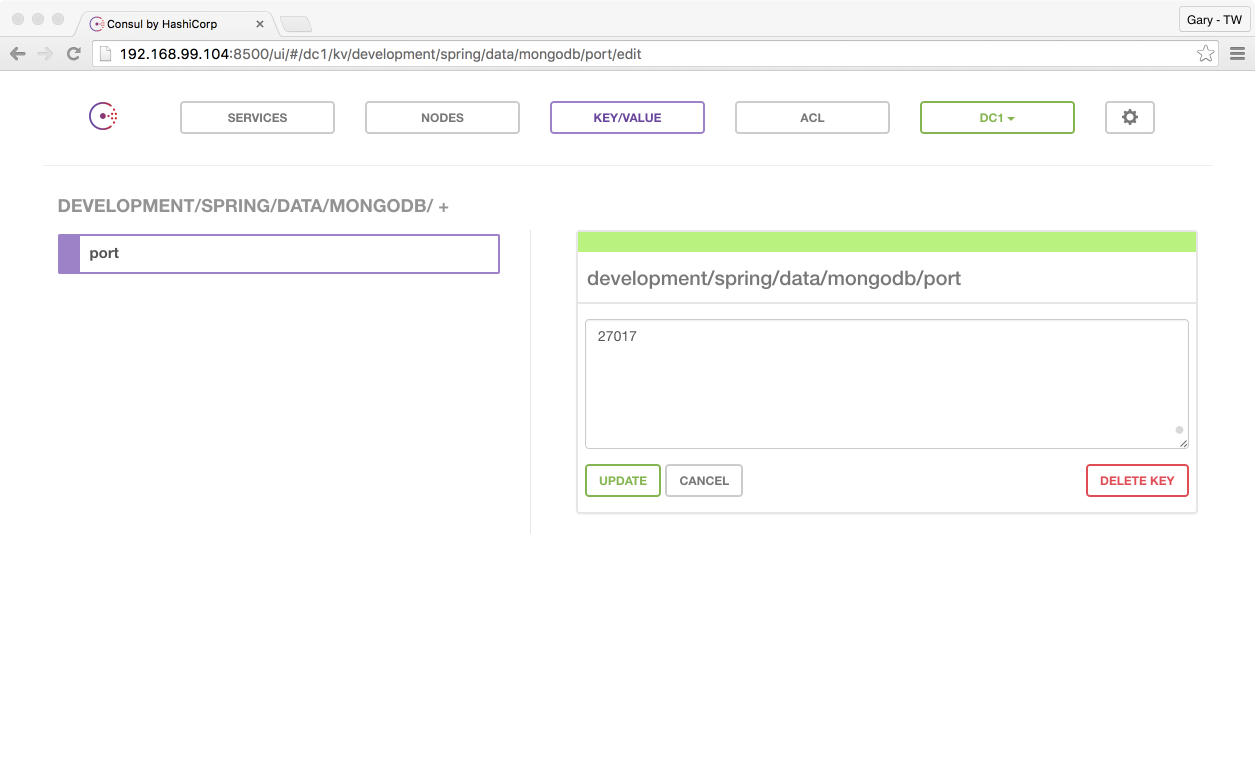 Consul by HashiCorp
Gary - TW
192.168.99.104:8500/ui/#/dc1/kv/development/spring/data/mongodb/port/edit
SERVICES
NODES
KEY/VALUE
ACL
DC1
DEVELOPMENT/SPRING/DATA/MONGODB/ +
port
development/spring/data/mongodb/port
27017
UPDATE
CANCEL
DELETE KEY